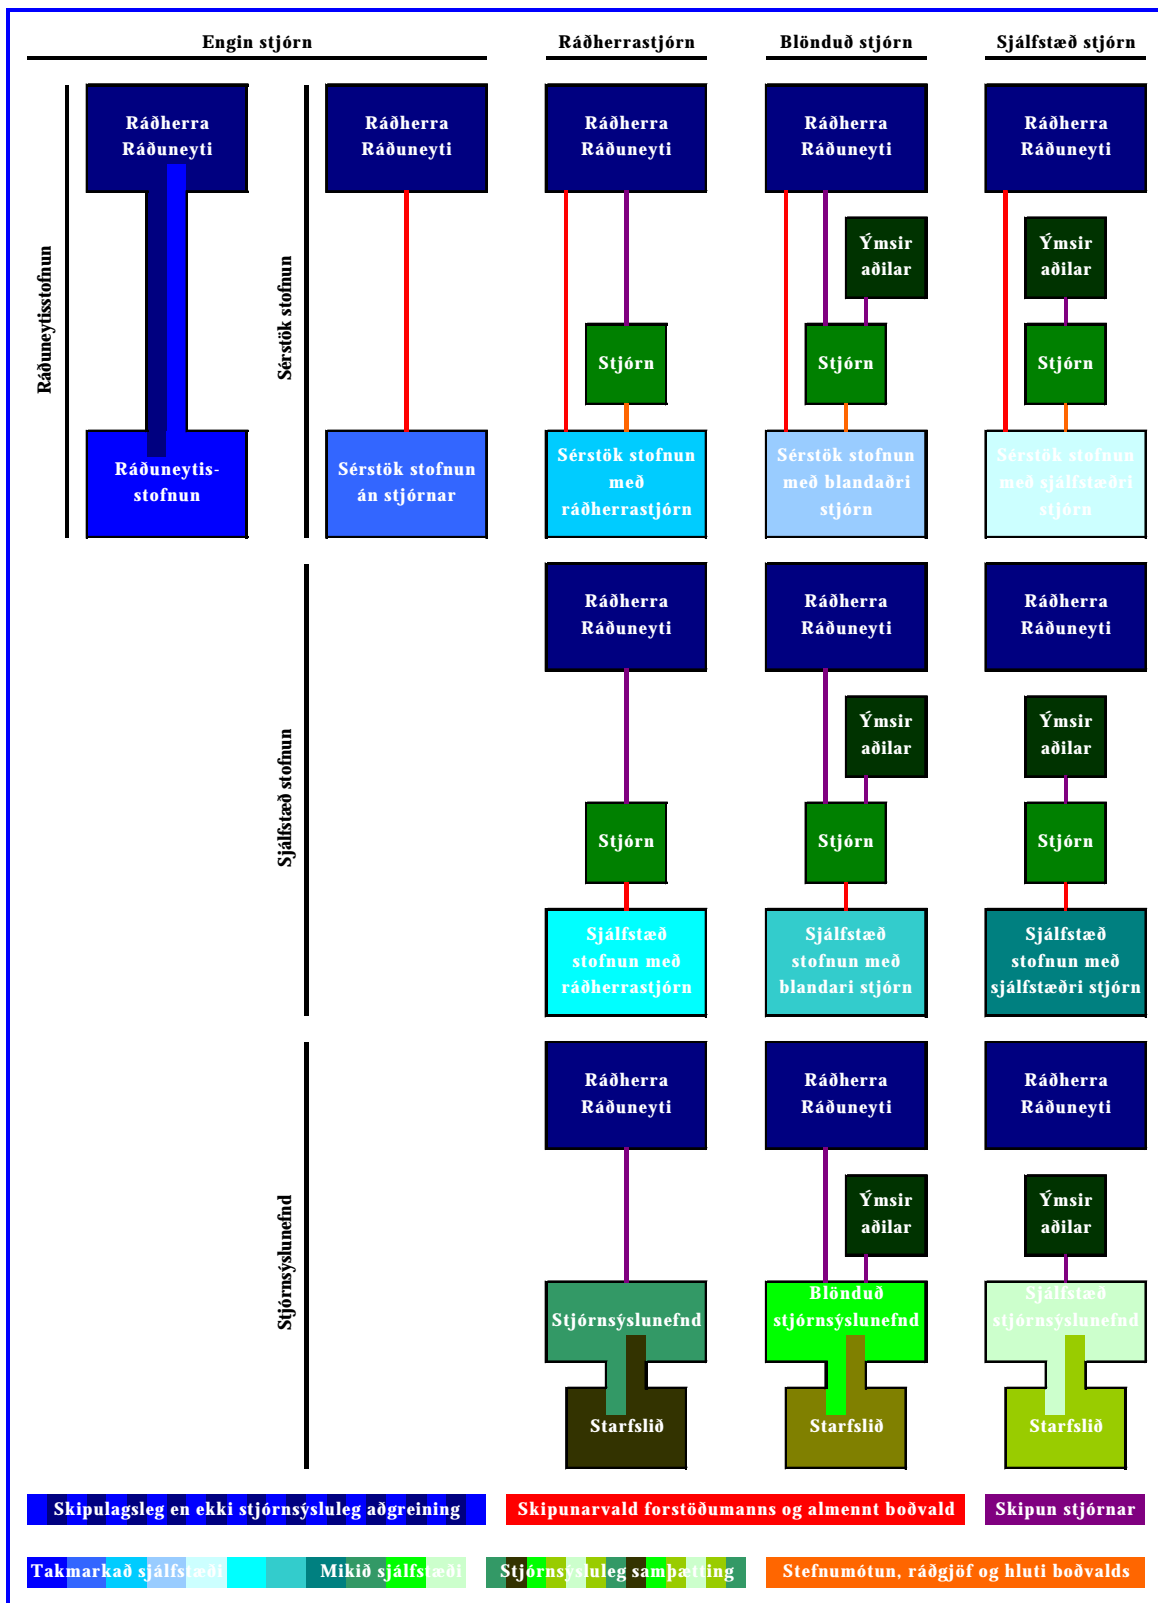 Engin stjórn
Ráðherrastjórn
Blönduð stjórn
Sjálfstæð stjórn
Ráðuneytisstofnun
Ráðherra
Ráðuneyti
Ráðuneytis-
stofnun
Sérstök stofnun
Ráðherra
Ráðuneyti
Sérstök stofnun
án stjórnar
Ráðherra
Ráðuneyti
Stjórn
Sérstök stofnun
með
ráðherrastjórn
Ráðherra
Ráðuneyti
Ýmsir
aðilar
Stjórn
Sérstök stofnun
með blandaðri
stjórn
Ráðherra
Ráðuneyti
Ýmsir
aðilar
Stjórn
Sérstök stofnun
með sjálfstæðri
stjórn
Sjálfstæð stofnun
Ráðherra
Ráðuneyti
Stjórn
Sjálfstæð
stofnun með
ráðherrastjórn
Ráðherra
Ráðuneyti
Ýmsir
aðilar
Stjórn
Sjálfstæð
stofnun með
blandari stjórn
Ráðherra
Ráðuneyti
Ýmsir
aðilar
Stjórn
Sjálfstæð
stofnun með
sjálfstæðri stjórn
Stjórnsýslunefnd
Ráðherra
Ráðuneyti
Stjórnsýslunefnd
Starfslið
Ráðherra
Ráðuneyti
Ýmsir
aðilar
Blönduð
stjórnsýslunefnd
Starfslið
Ráðherra
Ráðuneyti
Ýmsir
aðilar
Sjálfstæð
stjórnsýslunefnd
Starfslið
Skipulagsleg en ekki stjórnsýsluleg aðgreining
Skipunarvald forstöðumanns og almennt boðvald
Skipun stjórnar
Takmarkað sjálfstæði
Mikið sjálfstæði
Stjórnsýsluleg samþætting
Stefnumótun, ráðgjöf og hluti boðvalds